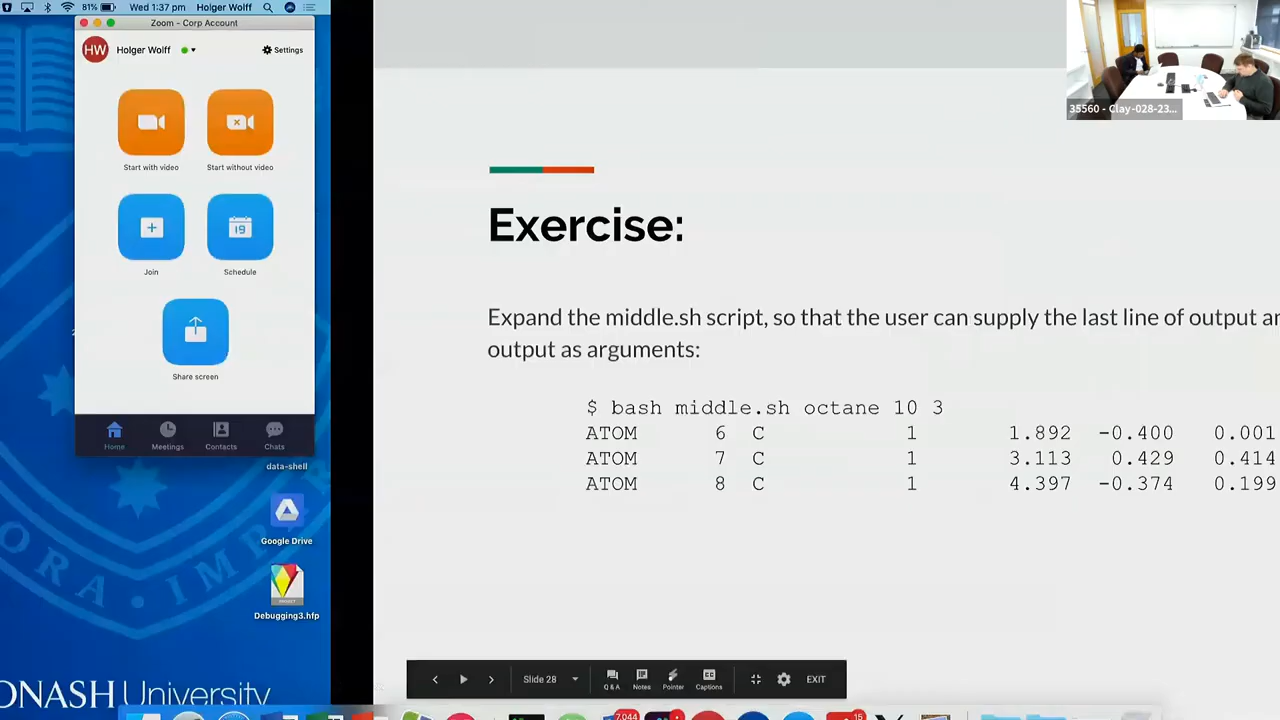 81% Wed 1:37 pm Holger Wolff
Zoom - Corp Account
HW Holger Wolff Settings
Start with video Start without video
19
Join Schedule
Share screen
Home Meetings Contacts Chats
data-shell
Google Drive
Debugging3.hfp
ONASH University
35560 - Clay-028-23...
Exercise:
Expand the middle.sh script, so that the user can supply the last line of output
output as arguments:
$ bash middle.sh octane 10 3
ATOM 6 C 1 1.892 -0.400 0.001
ATOM 7 C 1 3.113 0.429 0.414
ATOM 8 C 1 4.397 -0.374 0.199
Slide 28 Q & A Notes Pointer Captions EXIT
7,044 15